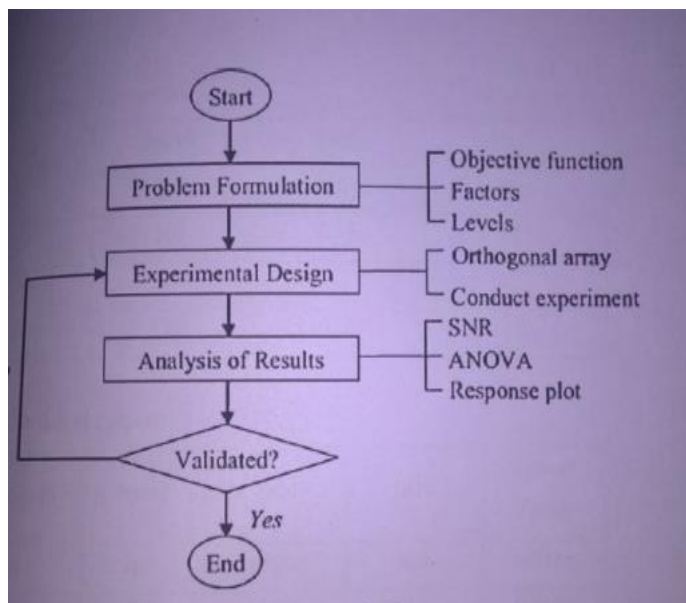 Start
Problem Formulation
Objective function
Factors
Levels
Experimental Design
Orthogonal array
Conduct experiment
Analysis of Results
SNR
ANOVA
Response plot
Validated?
Yes
End